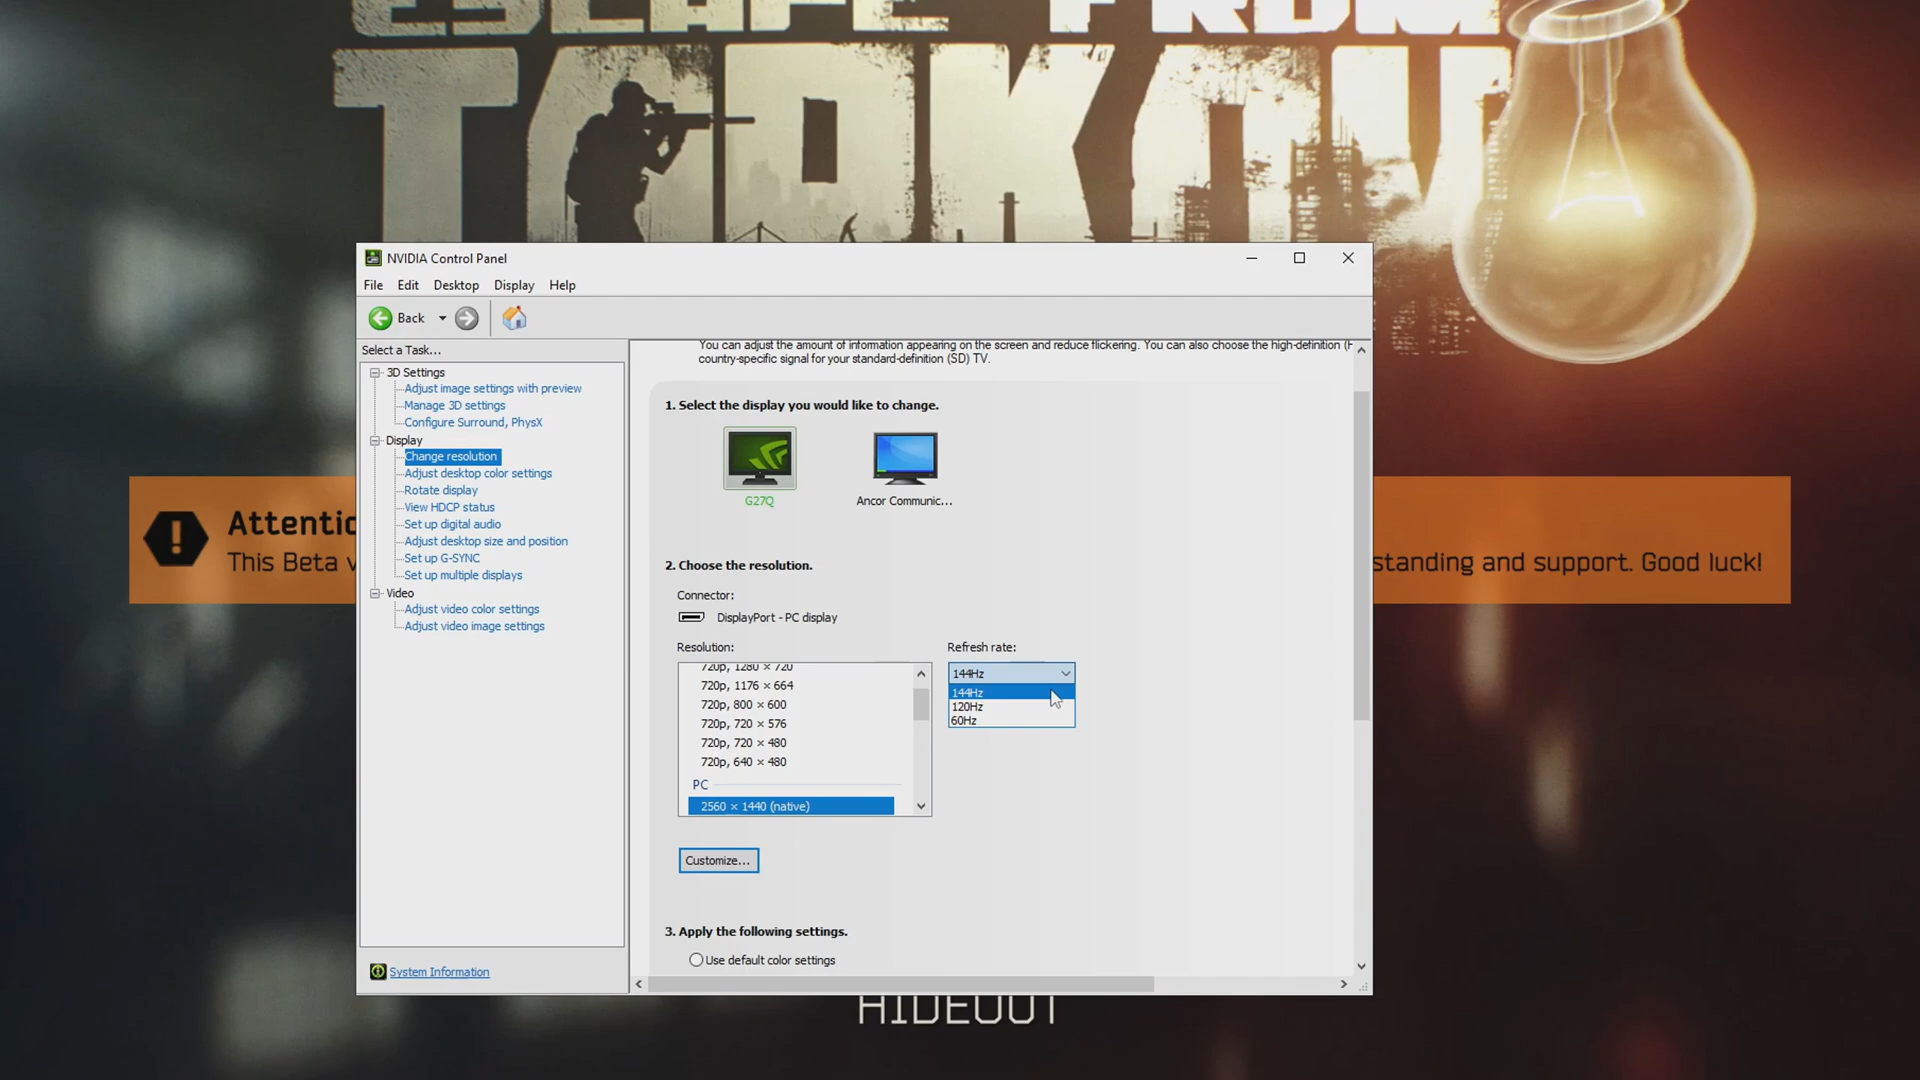 ESCAPE FROM
TARKOV
NVIDIA Control Panel
File Edit Desktop Display Help
Back
Select a Task...
3D Settings
Adjust image settings with preview
Manage 3D settings
Configure Surround, PhysX
Display
Change resolution
Adjust desktop color settings
Rotate display
View HDCP status
Set up digital audio
Adjust desktop size and position
Set up G-SYNC
Set up multiple displays
Video
Adjust video color settings
Adjust video image settings
System Information
You can adjust the amount of information appearing on the screen and reduce flickering. You can also choose the high-definition (H
country-specific signal for your standard-definition (SD) TV.
1. Select the display you would like to change.
G27Q
Ancor Communic...
2. Choose the resolution.
Connector:
DisplayPort - PC display
Resolution:
720p, 1280 × 720
720p, 1176 × 664
720p, 800 × 600
720p, 720 × 576
720p, 720 × 480
720p, 640 × 480
PC
2560 × 1440 (native)
Refresh rate:
144Hz
144Hz
120Hz
60Hz
Customize...
3. Apply the following settings.
Use default color settings
Attentio
This Beta v
standing and support. Good luck!
HIDEOUT